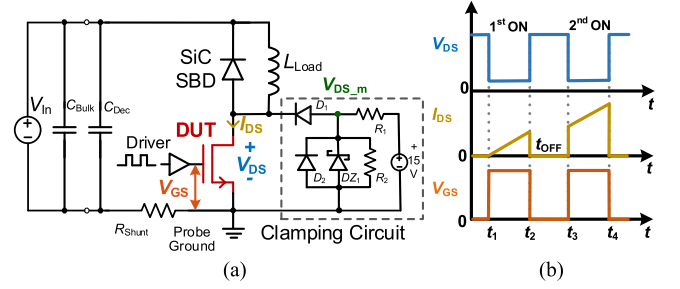 SiC
SBD
L_Load
V_DS_m
V_In
C_Bulk
C_Dec
Driver
DUT
I_DS
+
V_DS
-
V_GS
D_1
R_1
D_2
DZ_1
R_2
+
15
V
-
R_Shunt
Probe
Ground
Clamping Circuit
(a)
1st ON
2nd ON
V_DS
0
t
I_DS
t_OFF
0
t
V_GS
0
t_1
t_2
t_3
t_4
t
(b)